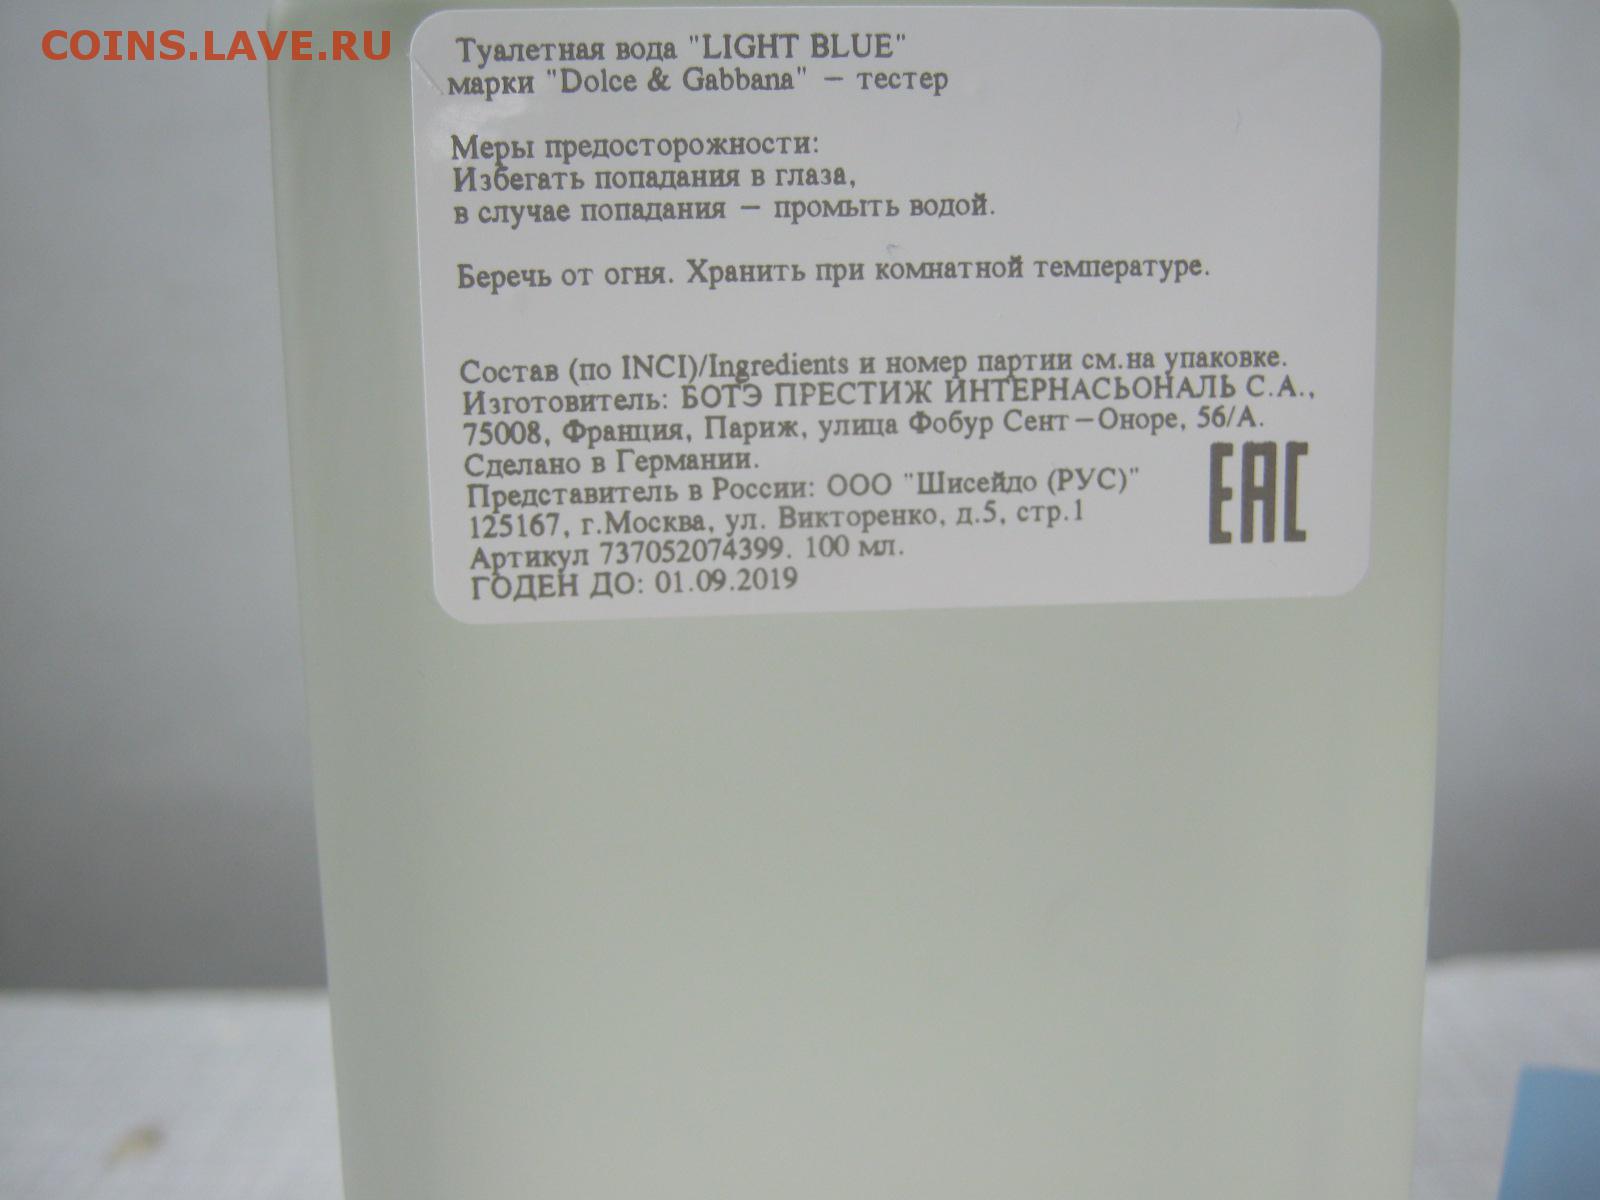 COINS.LAVE.RU
Туалетная вода "LIGHT BLUE"
марки "Dolce & Gabbana" – тестер
Меры предосторожности:
Избегать попадания в глаза,
в случае попадания – промыть водой.
Беречь от огня. Хранить при комнатной температуре.
Состав (по INCI)/Ingredients и номер партии см.на упаковке.
Изготовитель: БОТЭ ПРЕСТИЖ ИНТЕРНАСЬОНАЛЬ С.А.,
75008, Франция, Париж, улица Фобур Сент–Оноре, 56/А.
Сделано в Германии.
Представитель в России: ООО "Шисейдо (РУС)"
125167, г.Москва, ул. Викторенко, д.5, стр.1
Артикул 737052074399. 100 мл.
ГОДЕН ДО: 01.09.2019
EAC